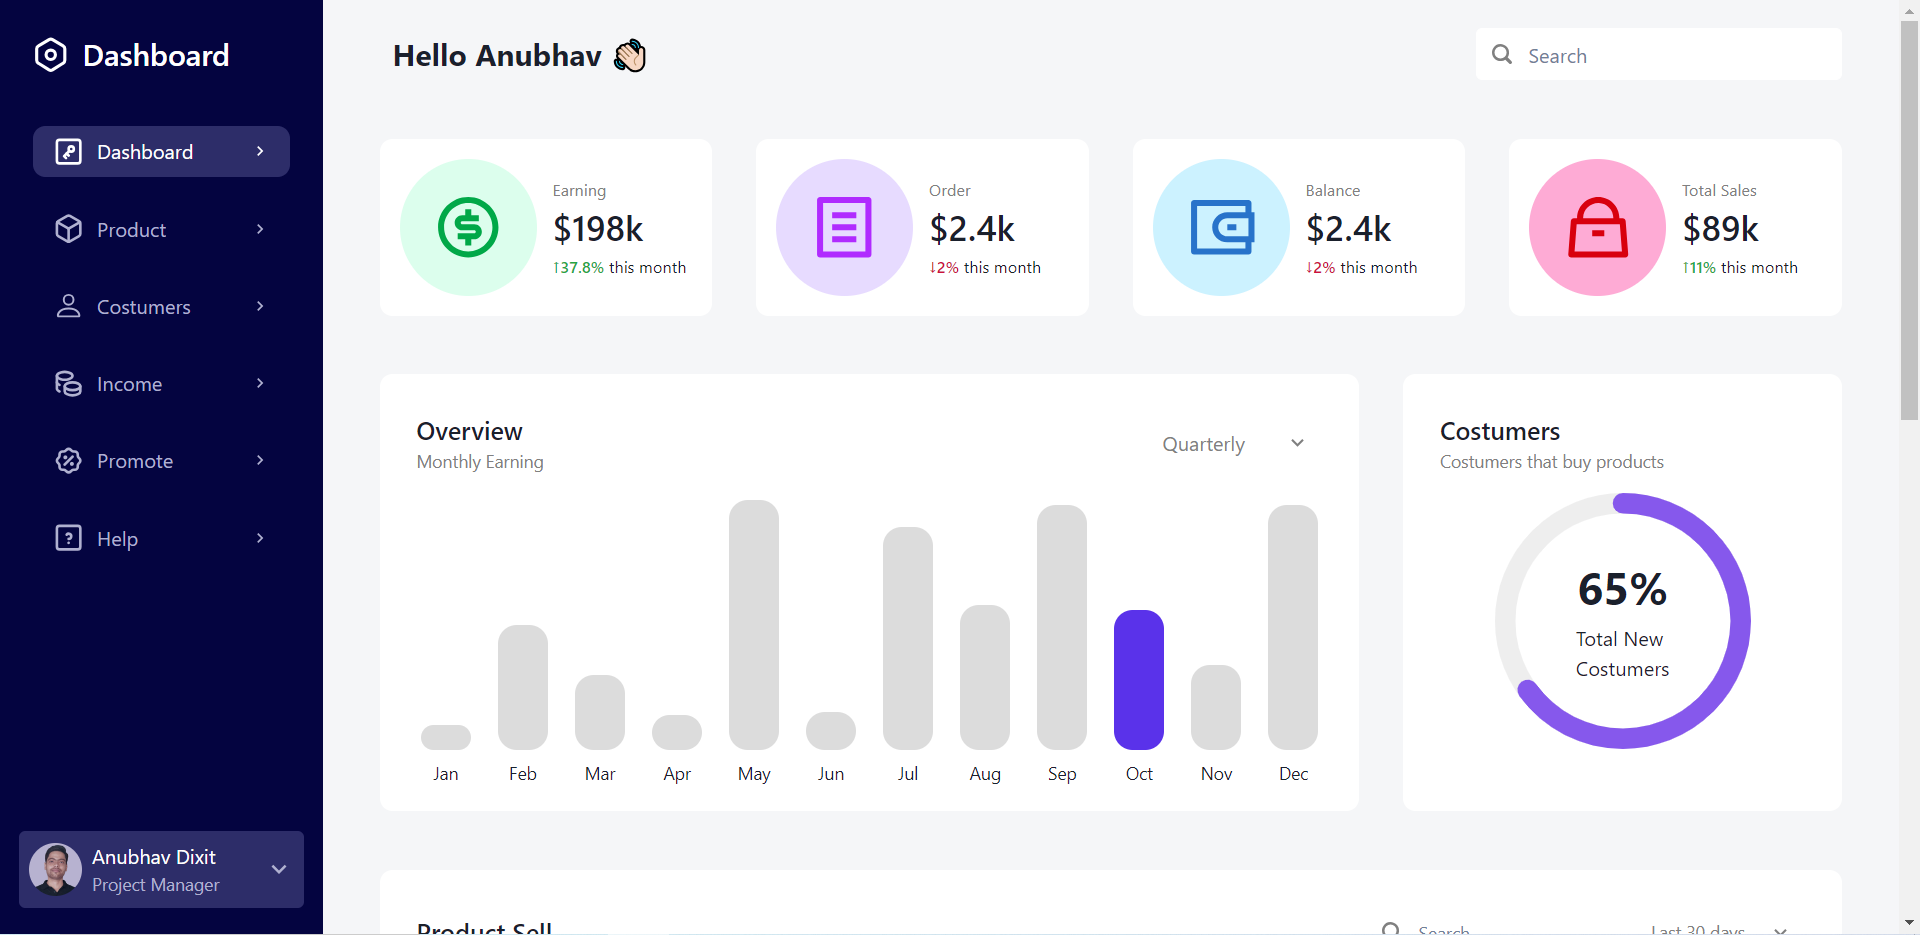 Dashboard
Dashboard
Product
Costumers
Income
Promote
Help
Anubhav Dixit
Project Manager
Hello Anubhav 👋🏻
Search
Earning
$198k
↑37.8% this month
Order
$2.4k
↓2% this month
Balance
$2.4k
↓2% this month
Total Sales
$89k
↑11% this month
Overview
Monthly Earning
Quarterly
Jan Feb Mar Apr May Jun Jul Aug Sep Oct Nov Dec
Costumers
Costumers that buy products
65%
Total New
Costumers
Product Sell
Search
Last 30 days